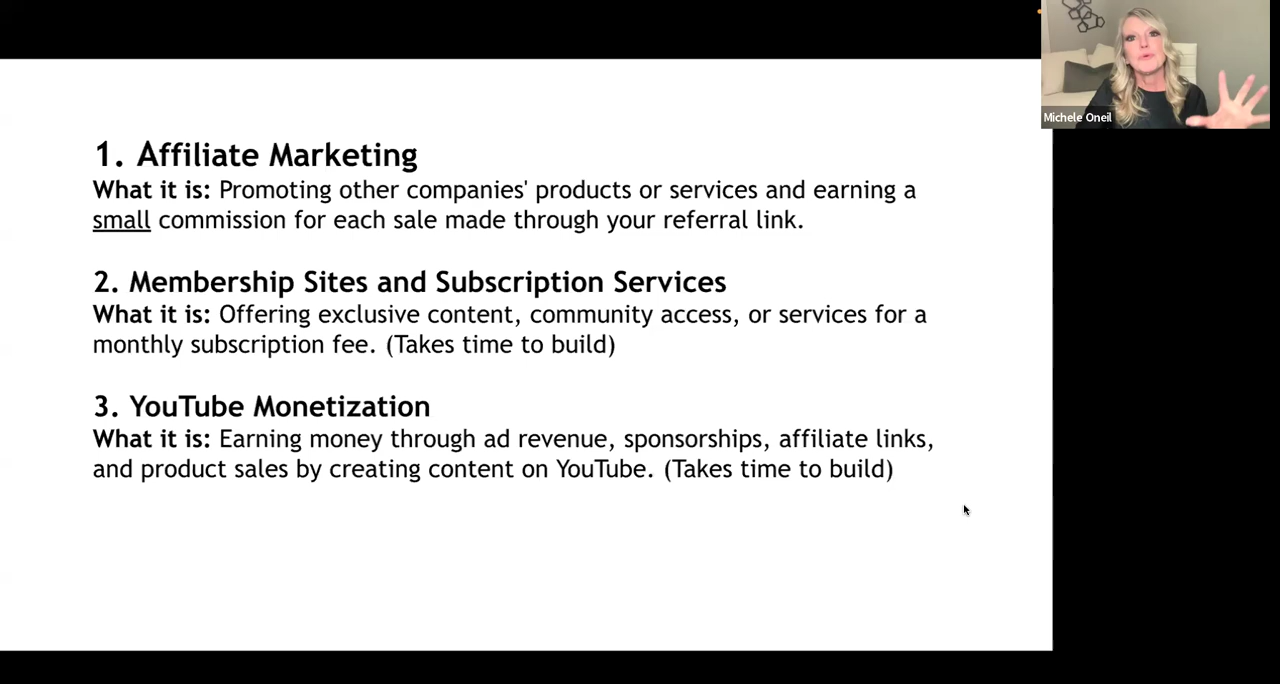 Michele Oneil
1. Affiliate Marketing
What it is: Promoting other companies' products or services and earning a
small commission for each sale made through your referral link.
2. Membership Sites and Subscription Services
What it is: Offering exclusive content, community access, or services for a
monthly subscription fee. (Takes time to build)
3. YouTube Monetization
What it is: Earning money through ad revenue, sponsorships, affiliate links,
and product sales by creating content on YouTube. (Takes time to build)